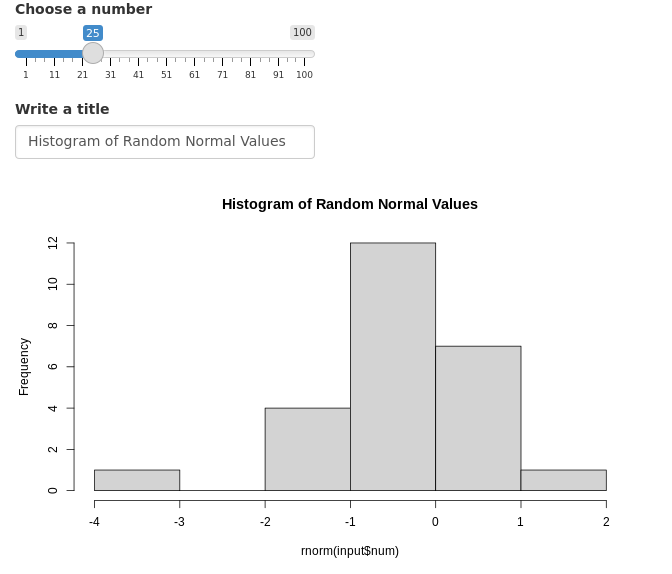 Choose a number
1 25 100
1 11 21 31 41 51 61 71 81 91 100
Write a title
Histogram of Random Normal Values
Histogram of Random Normal Values
12
10
8
6
4
2
0
Frequency
-4 -3 -2 -1 0 1 2
rnorm(input$num)